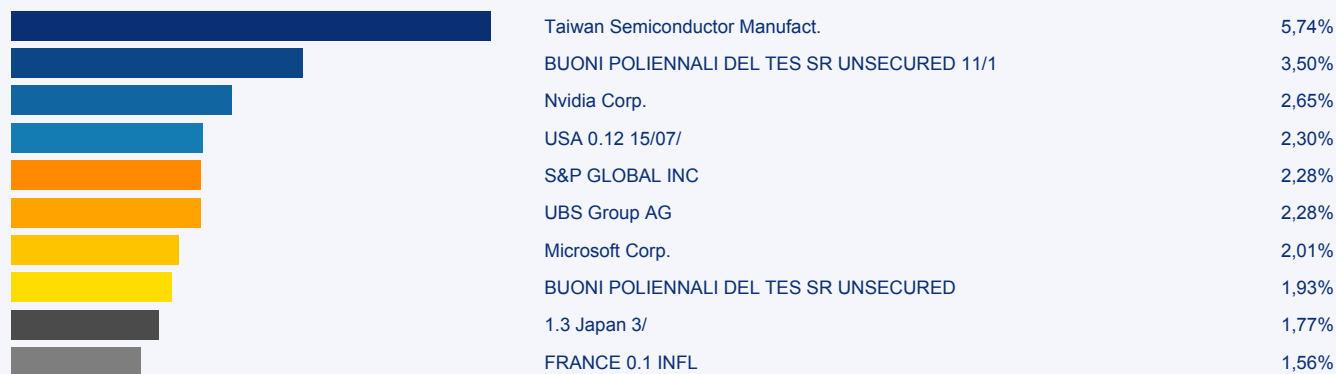 Taiwan Semiconductor Manufact. 5,74%
BUONI POLIENNALI DEL TES SR UNSECURED 11/1 3,50%
Nvidia Corp. 2,65%
USA 0.12 15/07/ 2,30%
S&P GLOBAL INC 2,28%
UBS Group AG 2,28%
Microsoft Corp. 2,01%
BUONI POLIENNALI DEL TES SR UNSECURED 1,93%
1.3 Japan 3/ 1,77%
FRANCE 0.1 INFL 1,56%